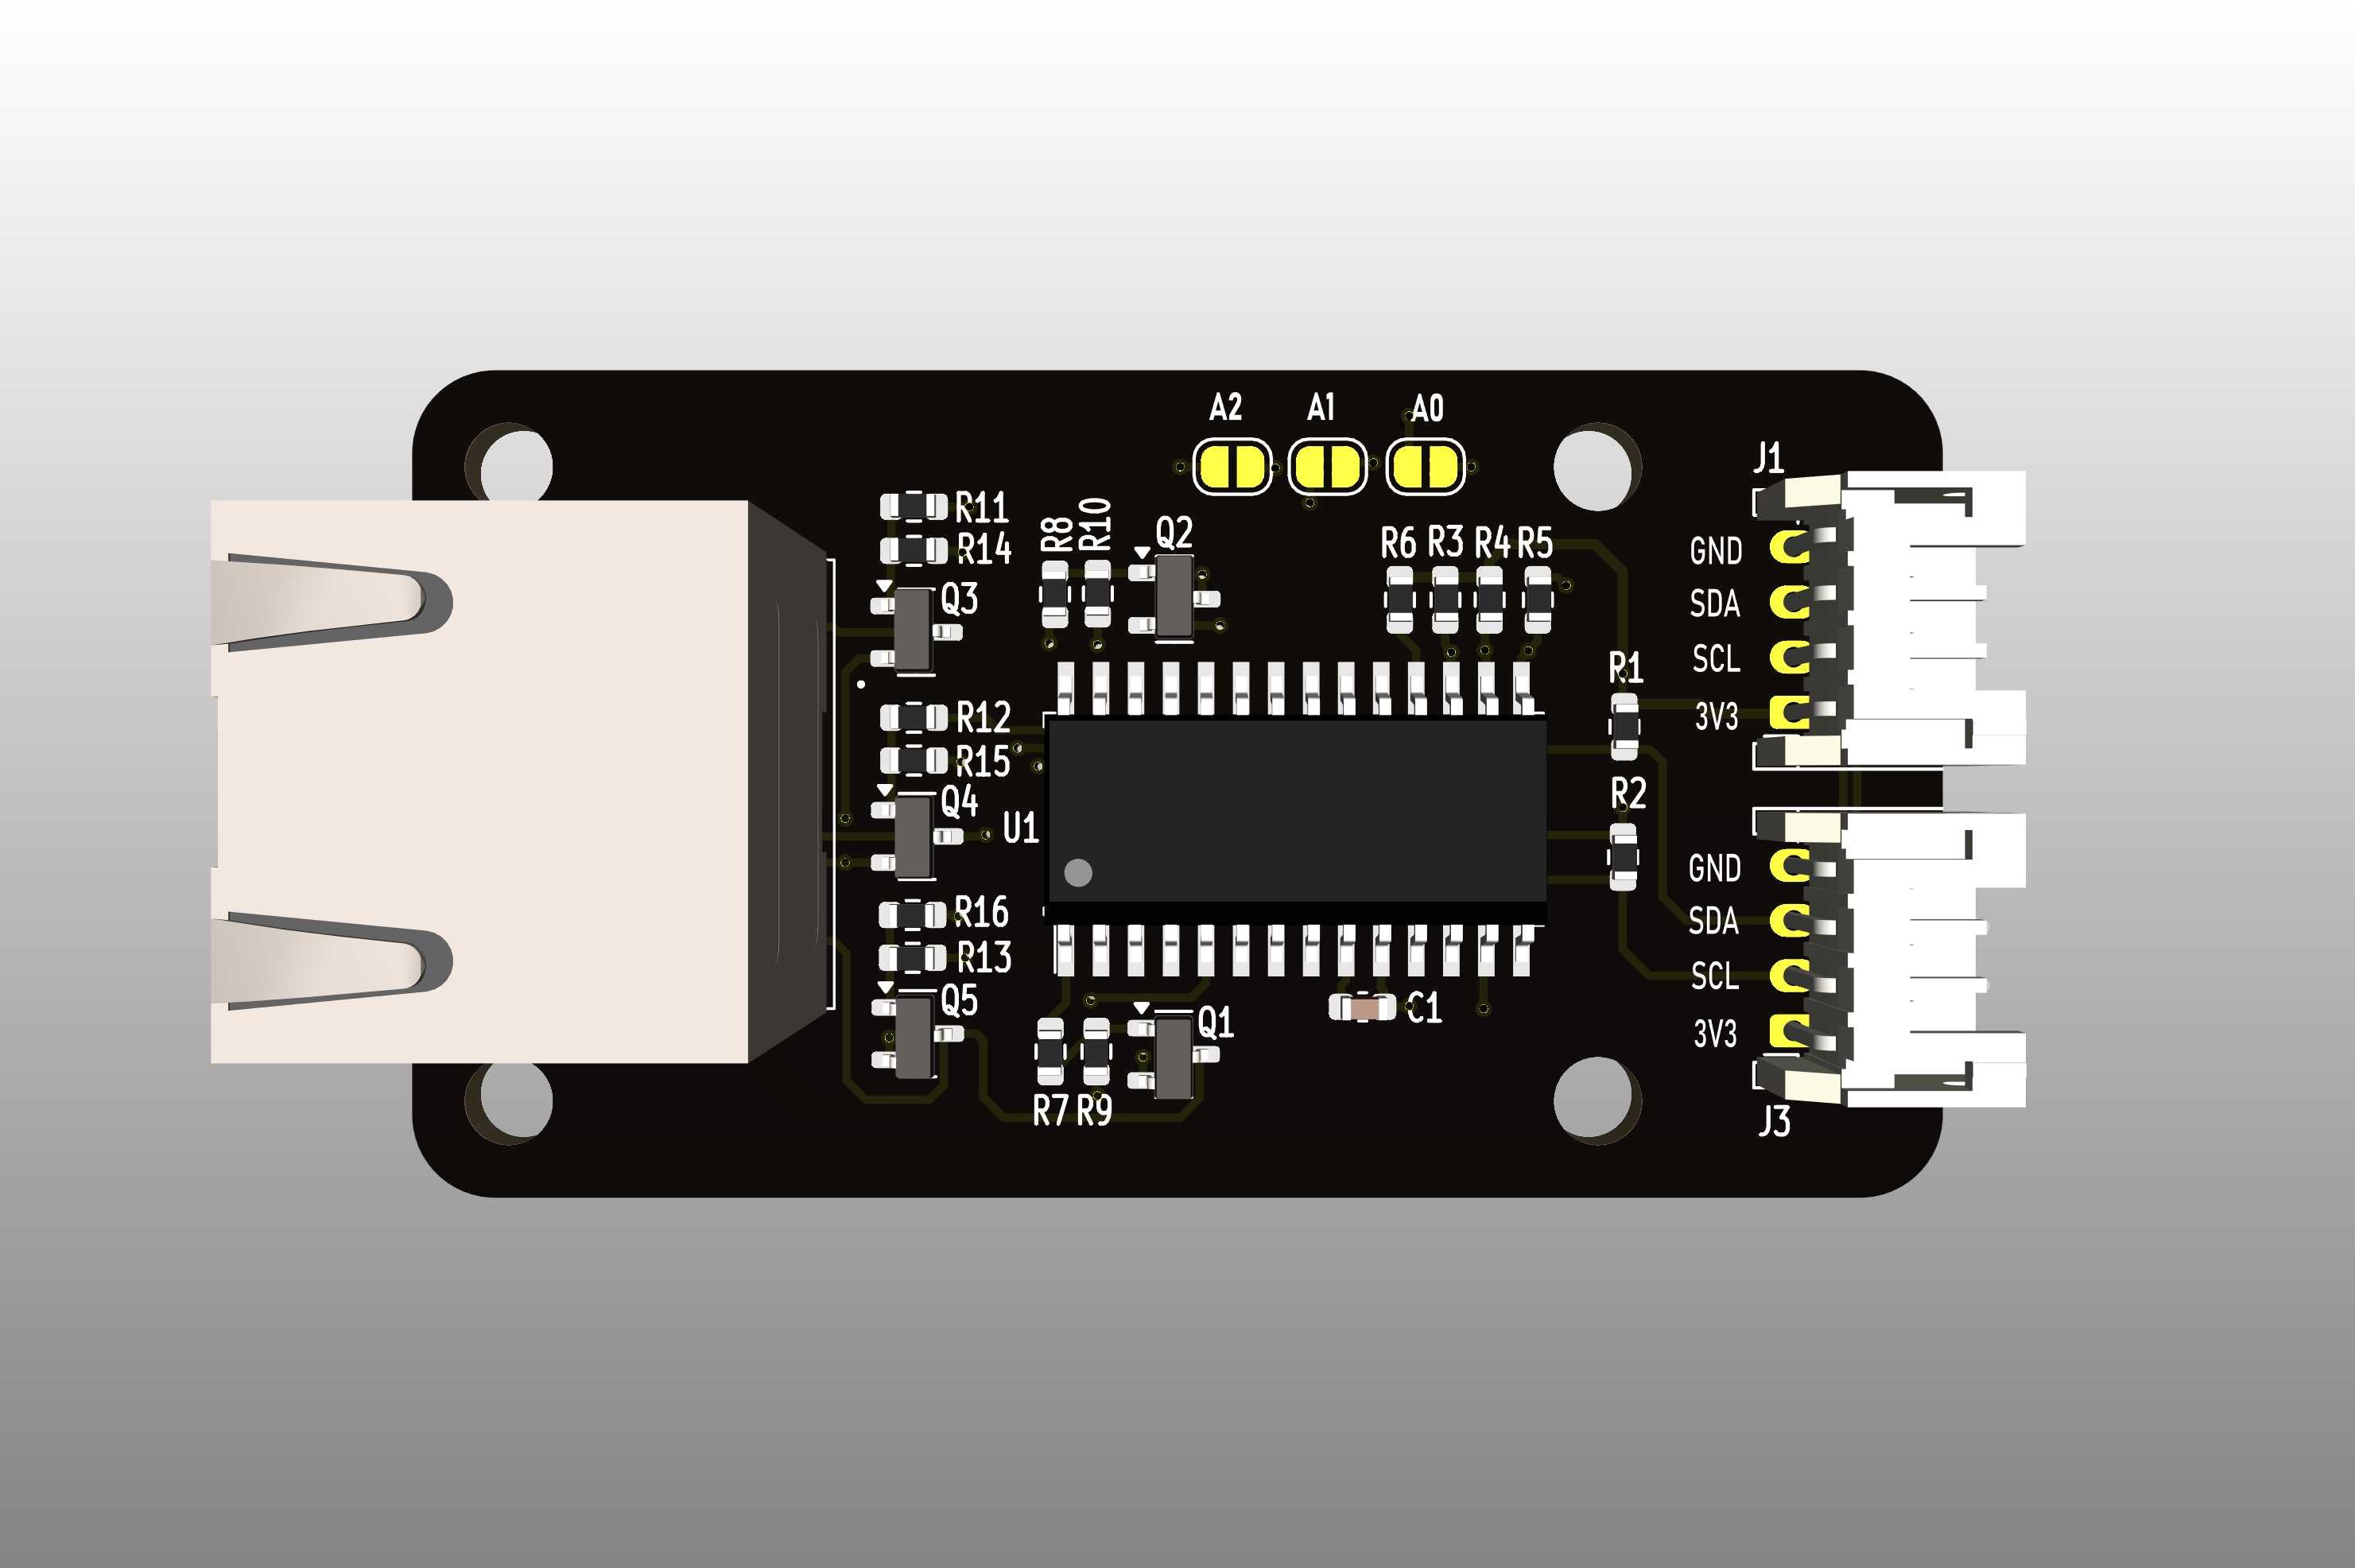 A2 A1 A0
J1
R11
R14
R8 R10 Q2
R6 R3 R4 R5
GND
SDA
SCL
3V3
Q3
R1
R12
R15
Q4
U1
R2
GND
SDA
SCL
3V3
R16
R13
Q5
Q1
C1
R7 R9
J3